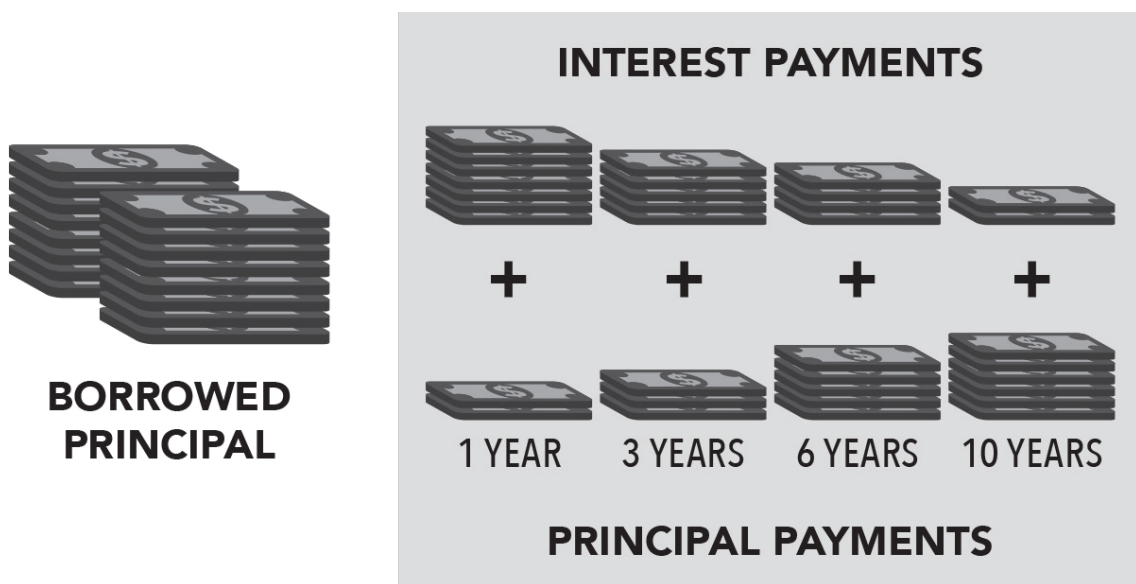 INTEREST PAYMENTS
$ $ $ $
$ $
+ + + +
$ $ $ $
BORROWED
PRINCIPAL
1 YEAR 3 YEARS 6 YEARS 10 YEARS
PRINCIPAL PAYMENTS